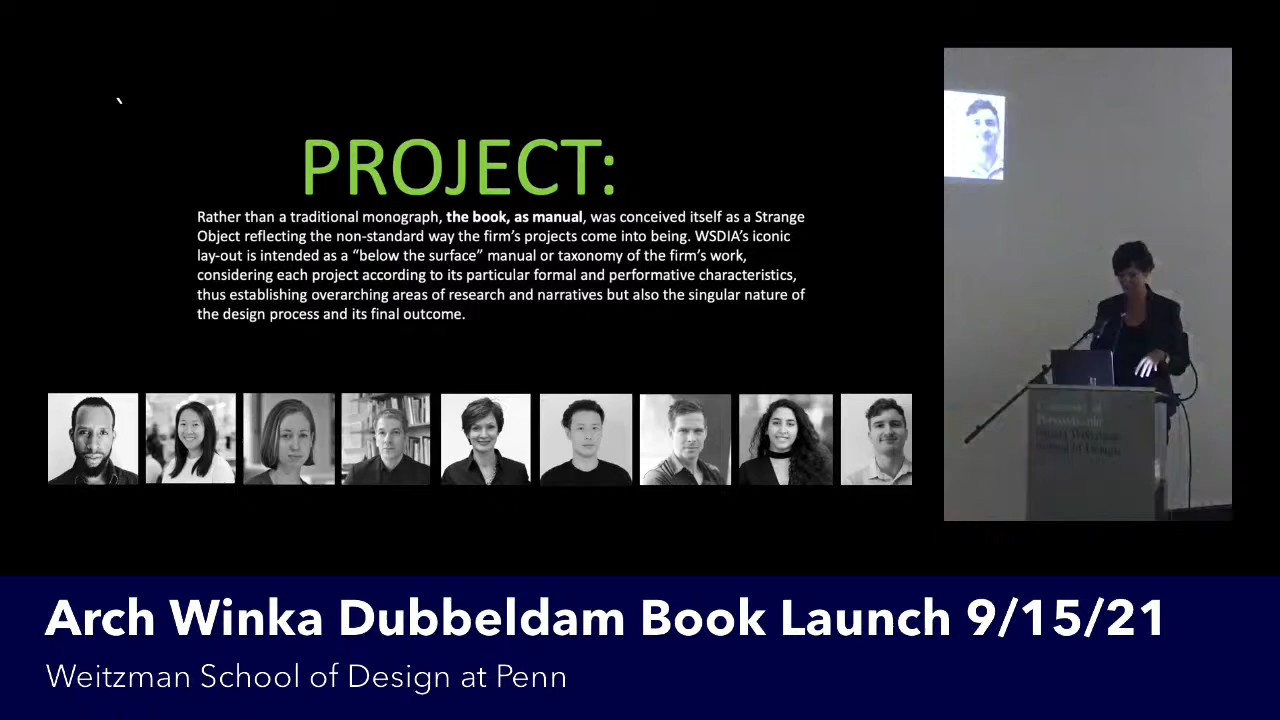 PROJECT:
Rather than a traditional monograph, the book, as manual, was conceived itself as a Strange
Object reflecting the non-standard way the firm's projects come into being. WSDIA's iconic
lay-out is intended as a "below the surface" manual or taxonomy of the firm's work,
considering each project according to its particular formal and performative characteristics,
thus establishing overarching areas of research and narratives but also the singular nature of
the design process and its final outcome.
Arch Winka Dubbeldam Book Launch 9/15/21
Weitzman School of Design at Penn